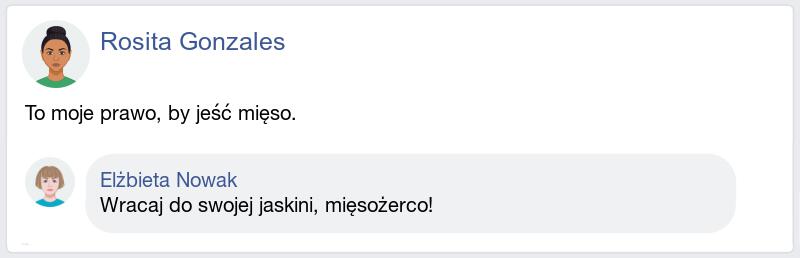 Rosita Gonzales
To moje prawo, by jeść mięso.
Elżbieta Nowak
Wracaj do swojej jaskini, mięsożerco!